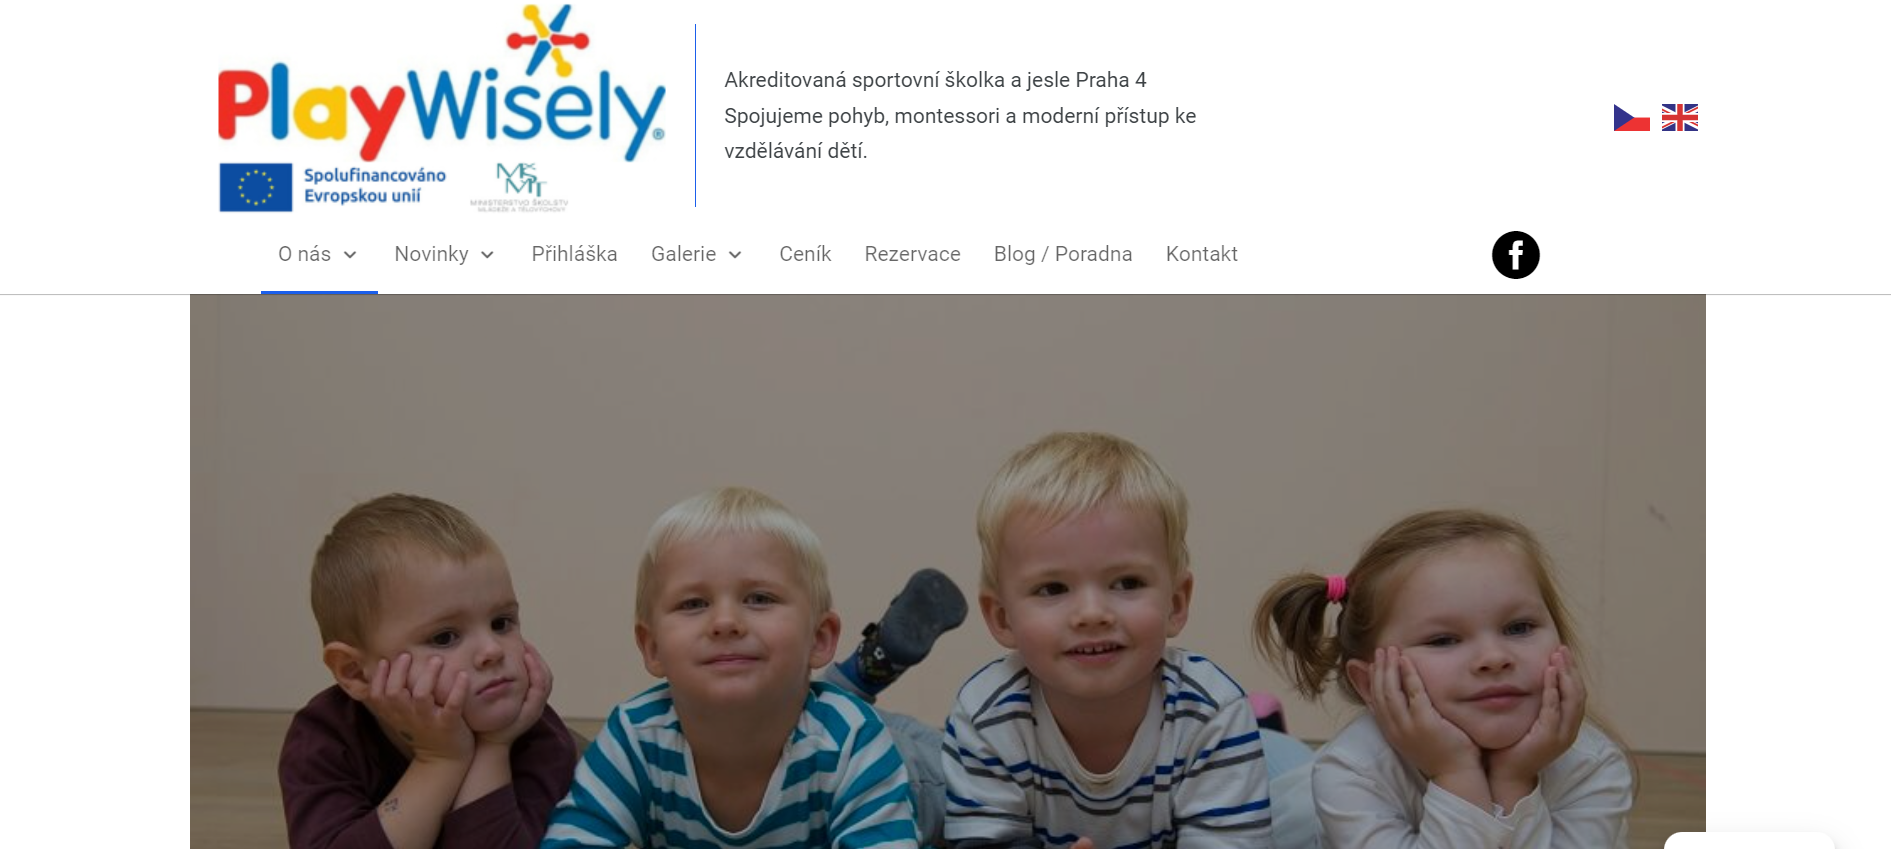 PlayWisely®
Spolufinancováno
Evropskou unií
MŠMT
MINISTERSTVO ŠKOLSTVÍ
MLÁDEŽE A TĚLOVÝCHOVY
Akreditovaná sportovní školka a jesle Praha 4
Spojujeme pohyb, montessori a moderní přístup ke
vzdělávání dětí.
O nás
Novinky
Přihláška
Galerie
Ceník
Rezervace
Blog / Poradna
Kontakt